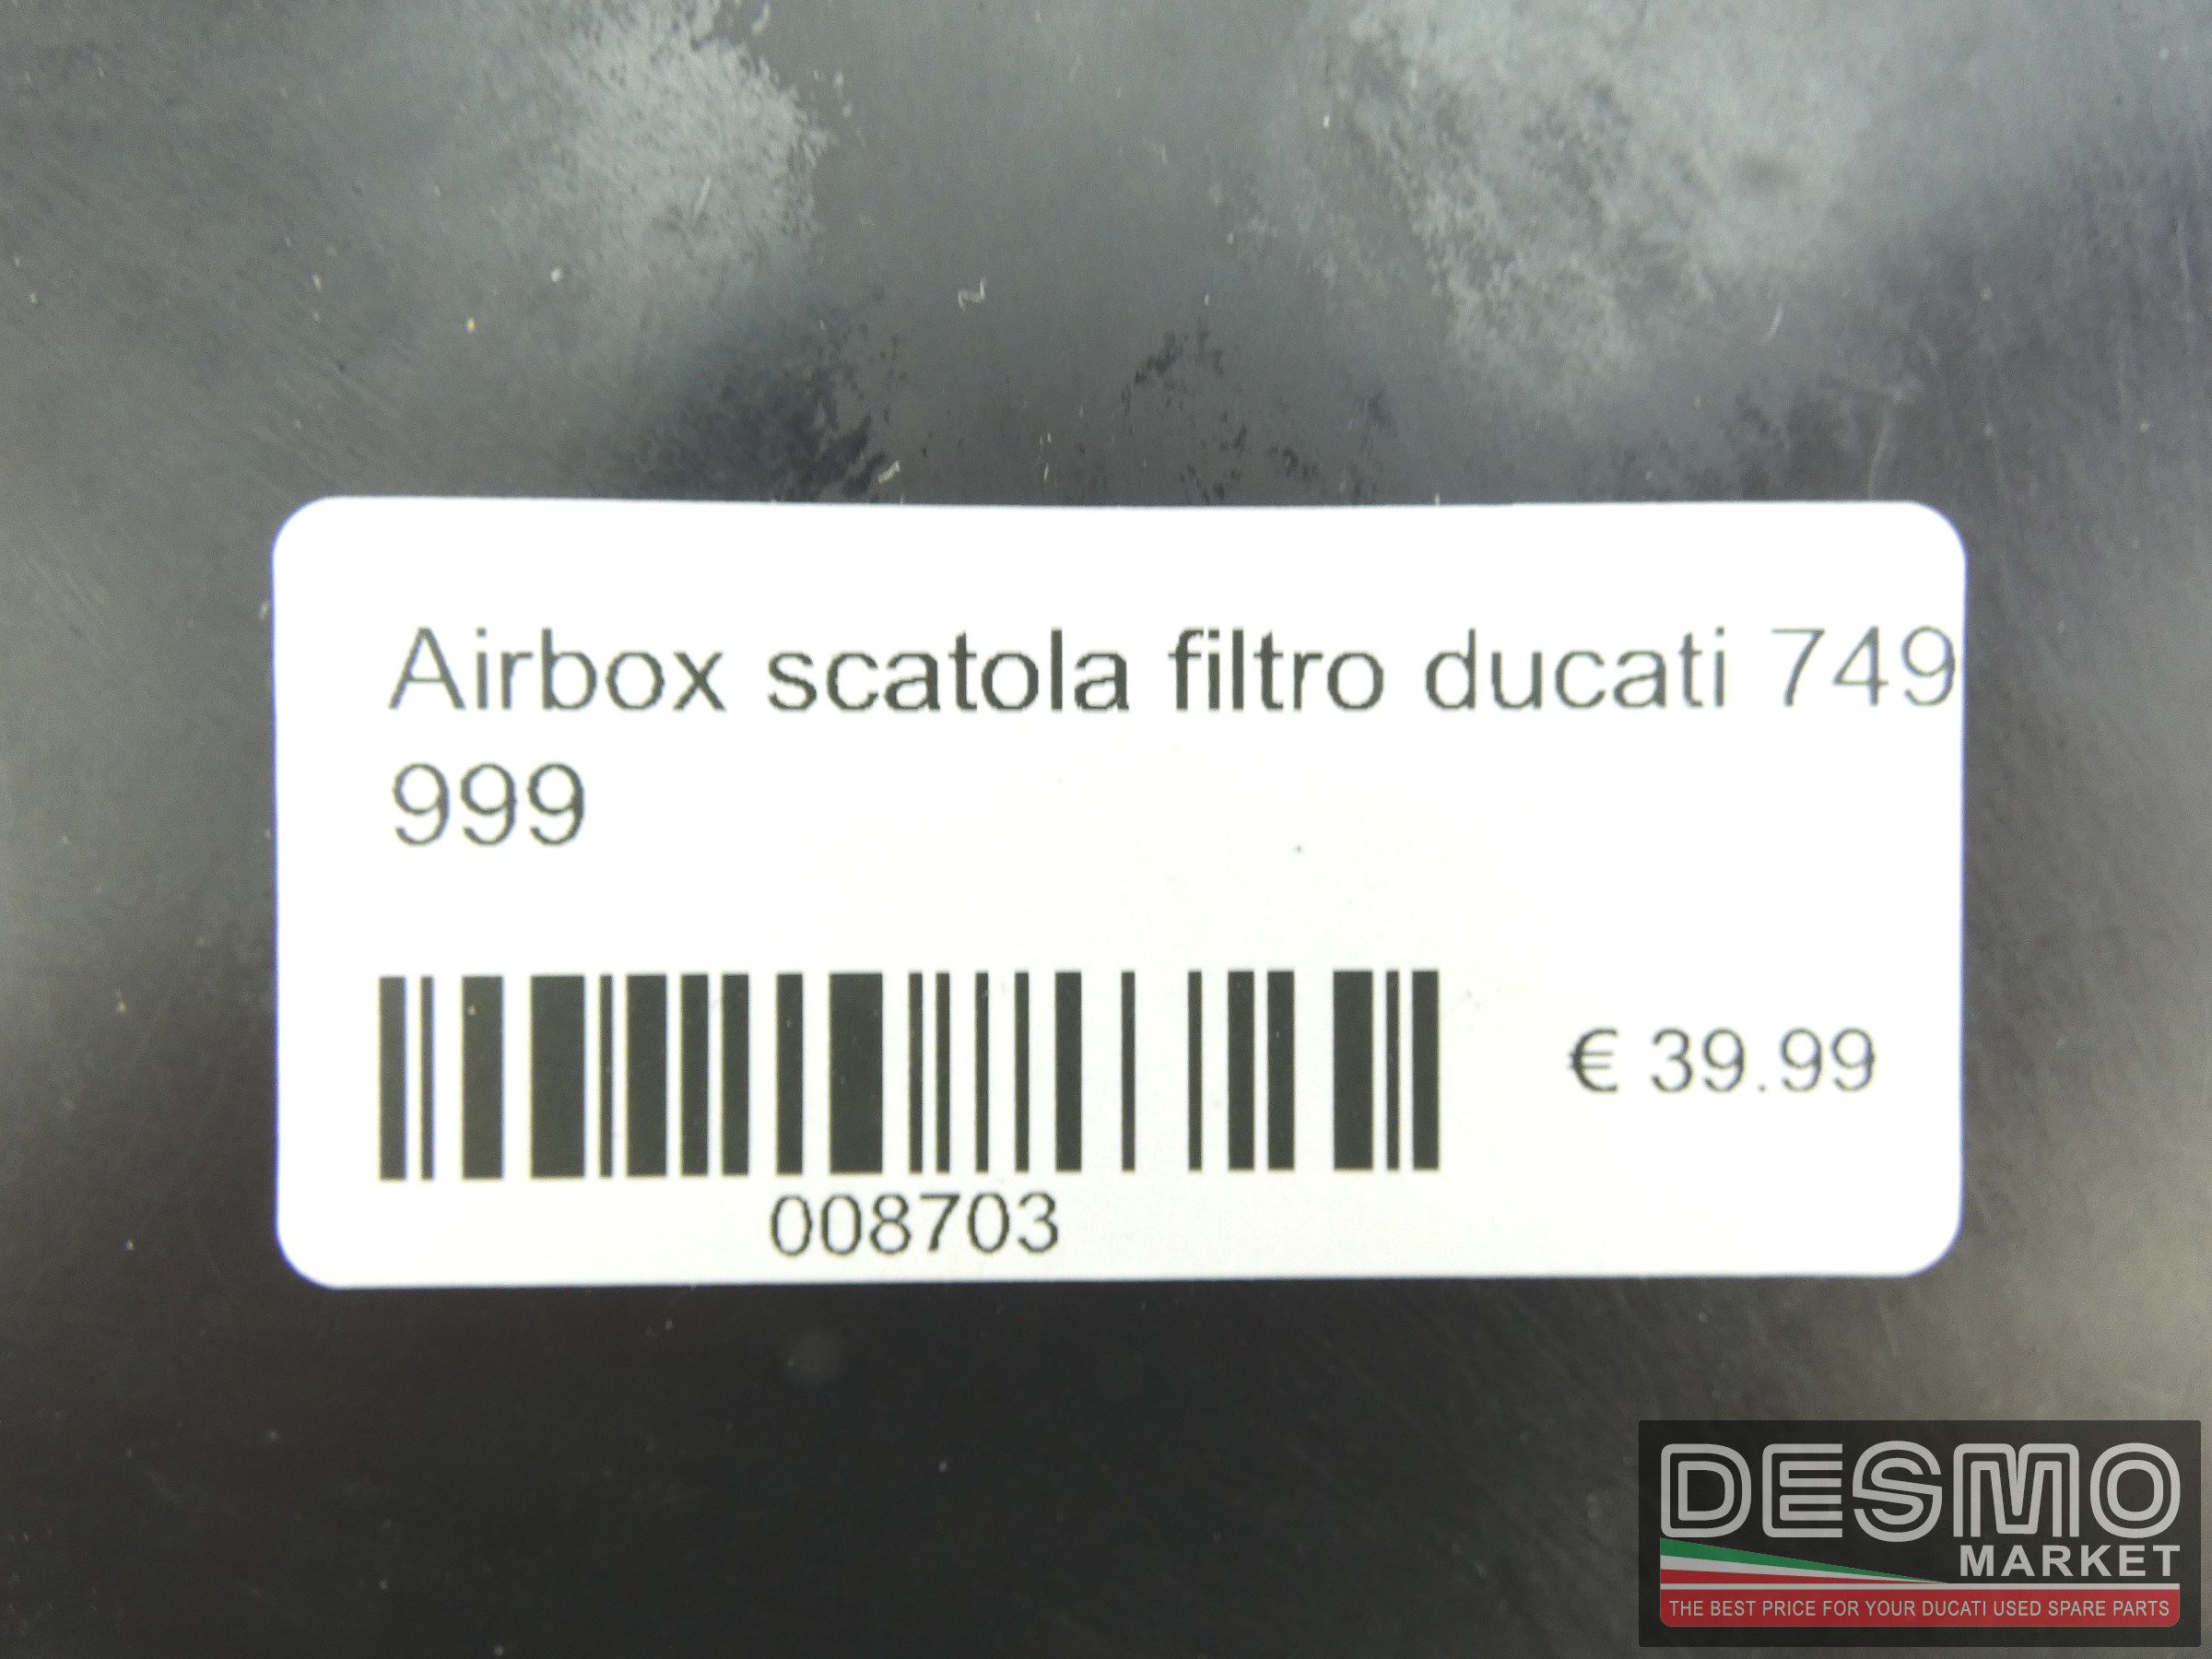 Airbox scatola filtro ducati 749
999
€ 39.99
008703
DESMO
MARKET
THE BEST PRICE FOR YOUR DUCATI USED SPARE PARTS